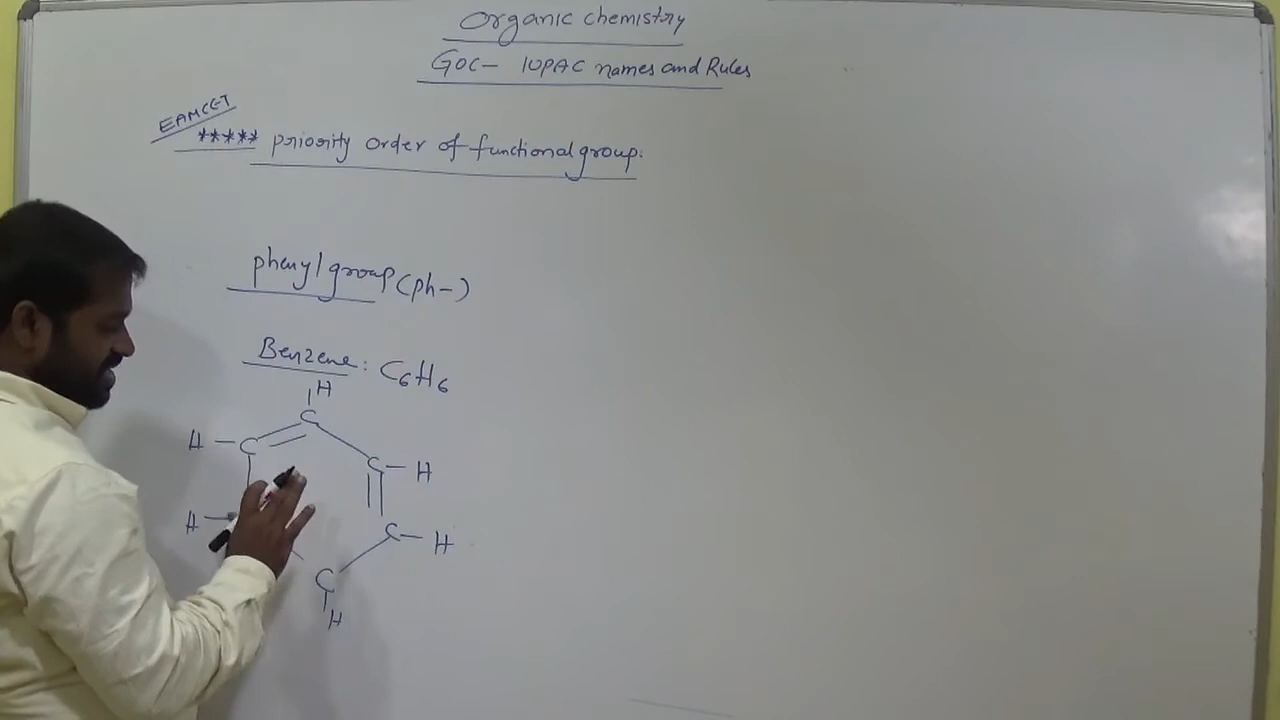 Organic chemistry
GOC- IUPAC names and Rules
EAMCET
***** priority order of functional group.
phenyl group (ph-)
Benzene: C6H6
H
H - C
C
C - H
H
C - H
C
H